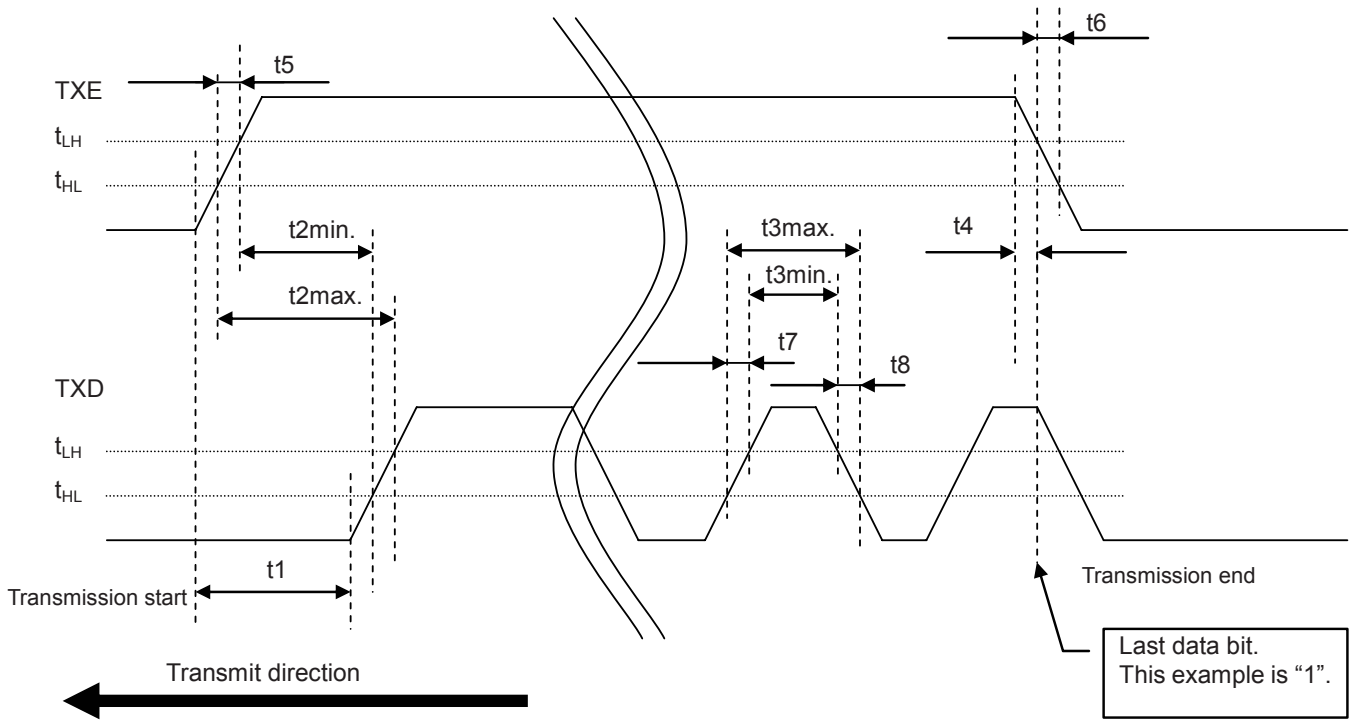 t6
t5
TXE
tLH
tHL
t2min.
t3max.
t4
t3min.
t2max.
t7
t8
TXD
tLH
tHL
t1
Transmission start
Transmission end
Last data bit.
This example is “1”.
Transmit direction